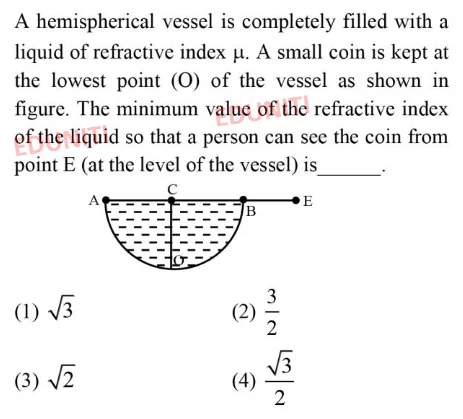 A hemispherical vessel is completely filled with a
liquid of refractive index μ. A small coin is kept at
the lowest point (O) of the vessel as shown in
figure. The minimum value of the refractive index
of the liquid so that a person can see the coin from
point E (at the level of the vessel) is______.
EDUNITI
EDUNITI
C
A
B
E
O
(1) √3
(2) 3/2
(3) √2
(4) √3/2